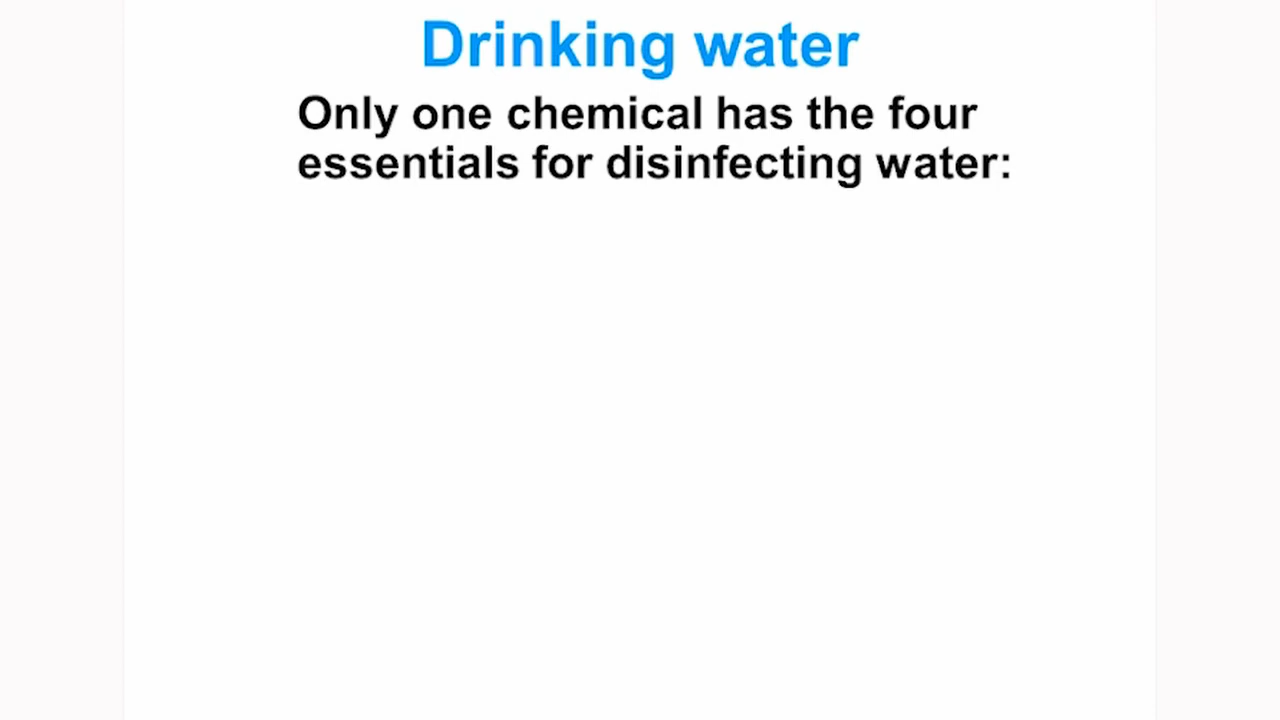 Drinking water
Only one chemical has the four
essentials for disinfecting water: